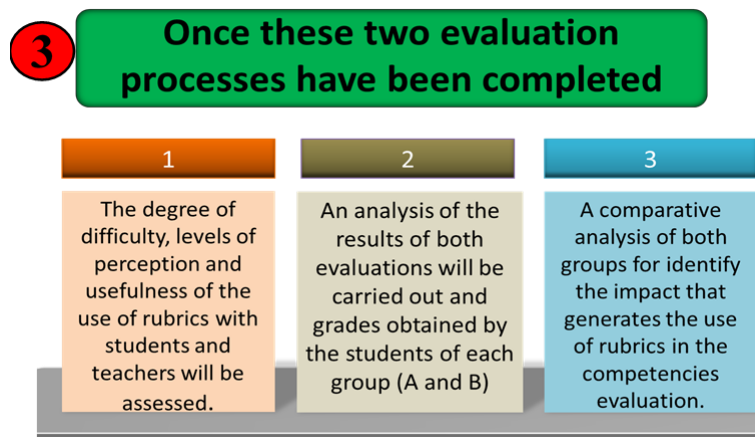 3
Once these two evaluation
processes have been completed
1
The degree of
difficulty, levels of
perception and
usefulness of the
use of rubrics with
students and
teachers will be
assessed.
2
An analysis of the
results of both
evaluations will be
carried out and
grades obtained by
the students of each
group (A and B)
3
A comparative
analysis of both
groups for identify
the impact that
generates the use
of rubrics in the
competencies
evaluation.